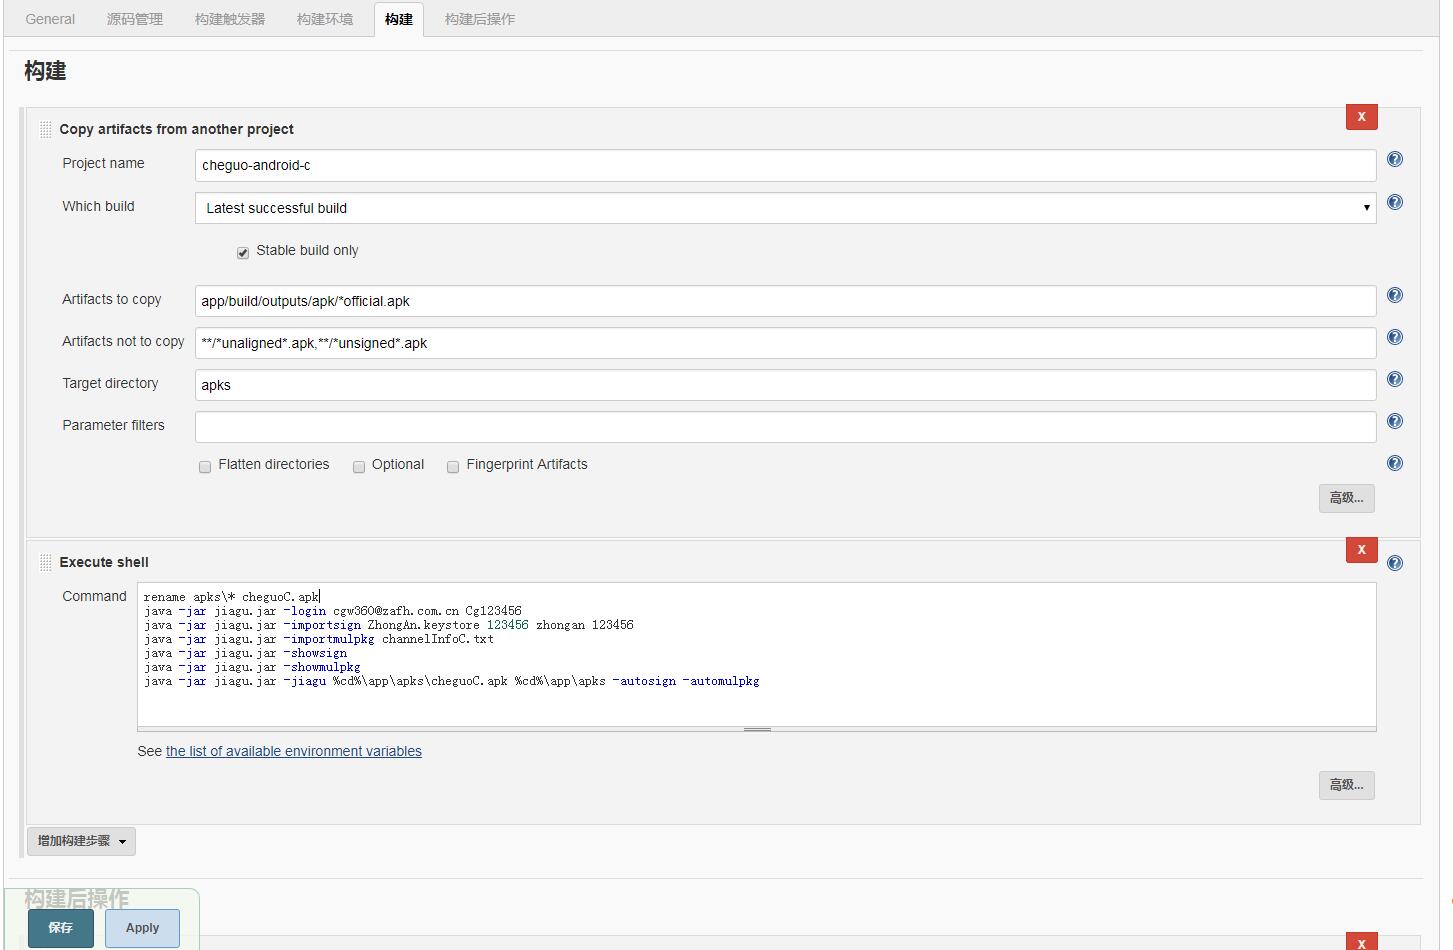 General 源码管理 构建触发器 构建环境 构建 构建后操作
构建
X
Copy artifacts from another project
Project name cheguo-android-c
Which build Latest successful build
Stable build only
Artifacts to copy app/build/outputs/apk/*official.apk
Artifacts not to copy **/*unaligned*.apk,**/*unsigned*.apk
Target directory apks
Parameter filters
Flatten directories Optional Fingerprint Artifacts
高级...
X
Execute shell
Command rename apks\* cheguoC.apk
java -jar jiagu.jar -login cgw360@zafh.com.cn Cg123456
java -jar jiagu.jar -importsign ZhongAn.keystore 123456 zhongan 123456
java -jar jiagu.jar -importmulpkg channelInfoC.txt
java -jar jiagu.jar -showsign
java -jar jiagu.jar -showmulpkg
java -jar jiagu.jar -jiagu %cd%\app\apks\cheguoC.apk %cd%\app\apks -autosign -automulpkg
See the list of available environment variables
高级...
增加构建步骤
构建后操作
保存 Apply
X